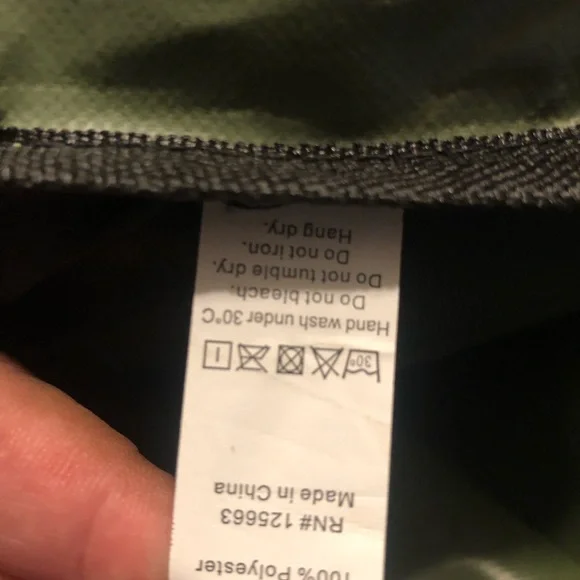 100% Polyester
RN# 125663
Made in China
30°
Hand wash under 30°C
Do not bleach.
Do not tumble dry.
Do not iron.
Hang dry.